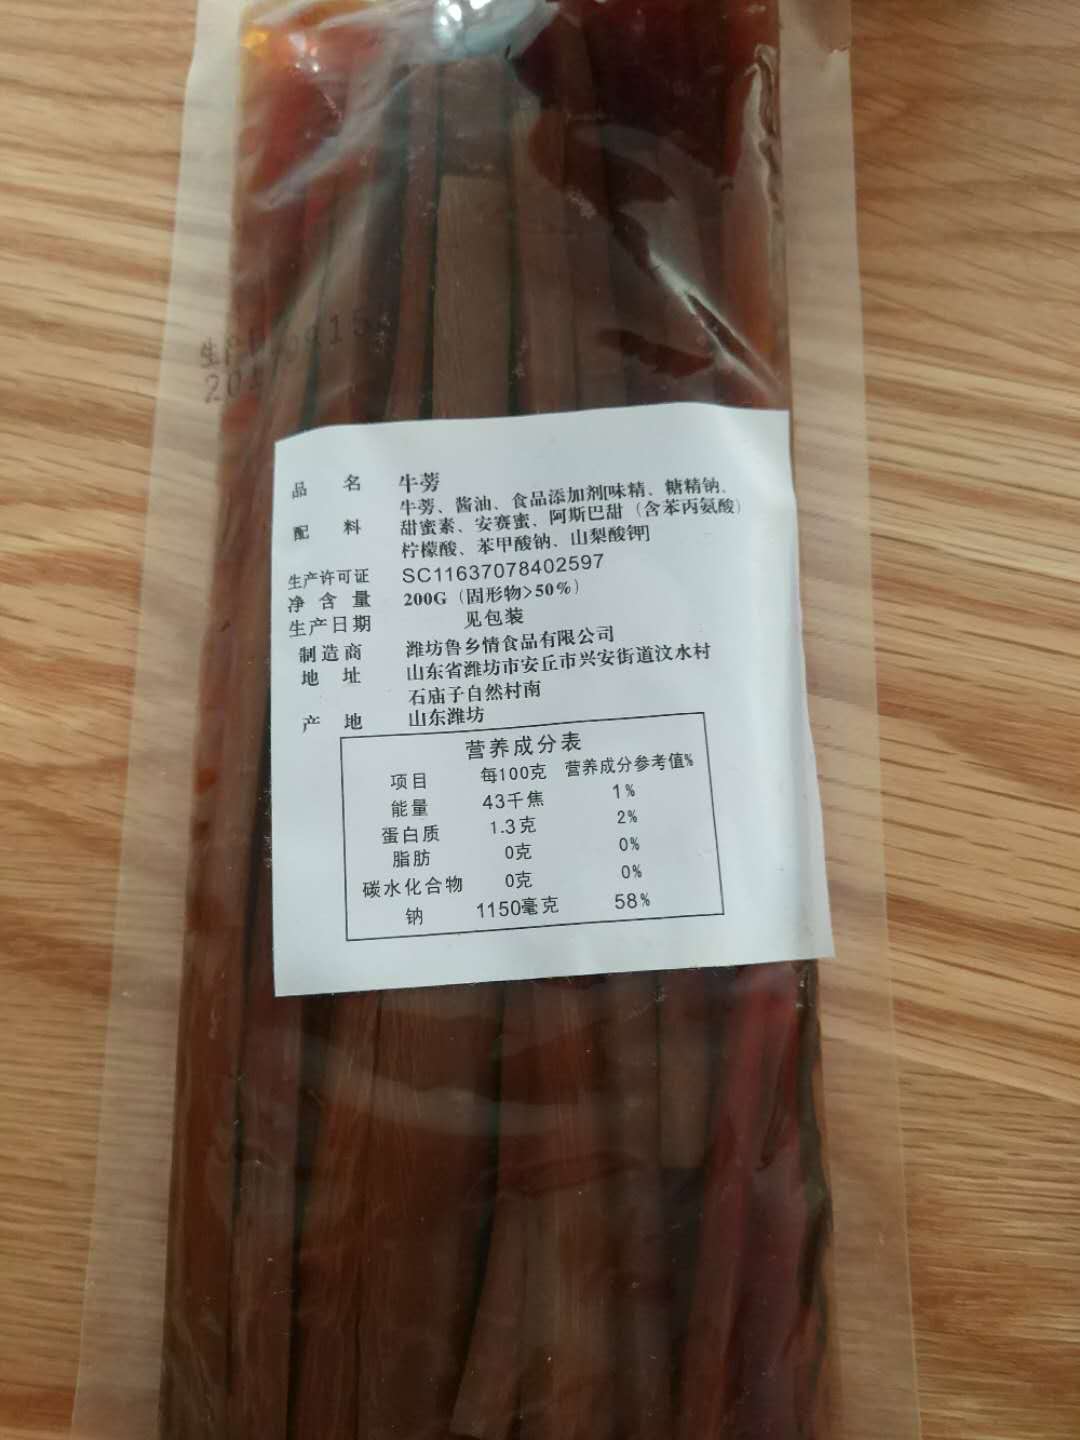 品 名 牛蒡
配 料 牛蒡、酱油、食品添加剂[味精、糖精钠、
甜蜜素、安赛蜜、阿斯巴甜（含苯丙氨酸）
柠檬酸、苯甲酸钠、山梨酸钾]
生产许可证 SC11637078402597
净 含 量 200G（固形物>50%）
生产日期 见包装
制造商 潍坊鲁乡情食品有限公司
地 址 山东省潍坊市安丘市兴安街道汶水村
石庙子自然村南
产 地 山东潍坊
营养成分表
项目 每100克 营养成分参考值%
能量 43千焦 1%
蛋白质 1.3克 2%
脂肪 0克 0%
碳水化合物 0克 0%
钠 1150毫克 58%